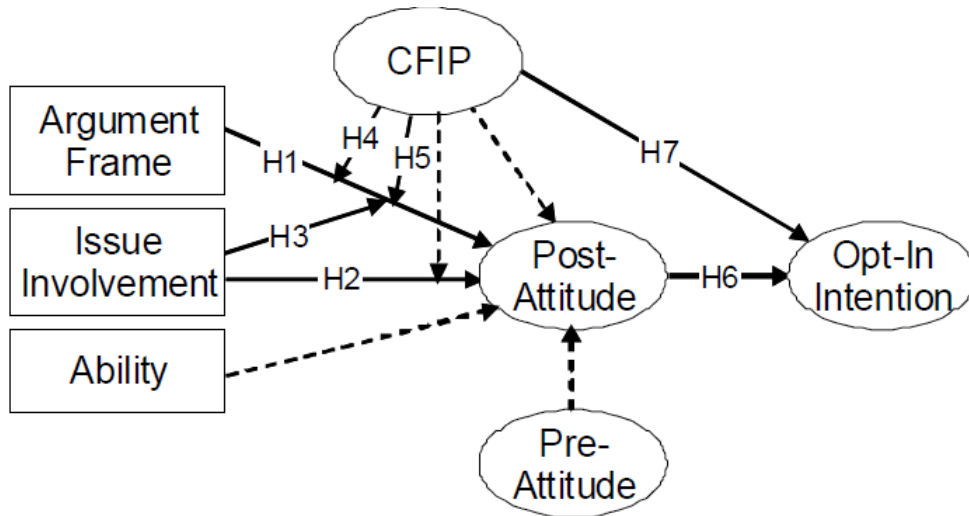 CFIP
Argument
Frame
H1
H4
H5
H7
Issue
Involvement
H3
H2
Post-
Attitude
H6
Opt-In
Intention
Ability
Pre-
Attitude